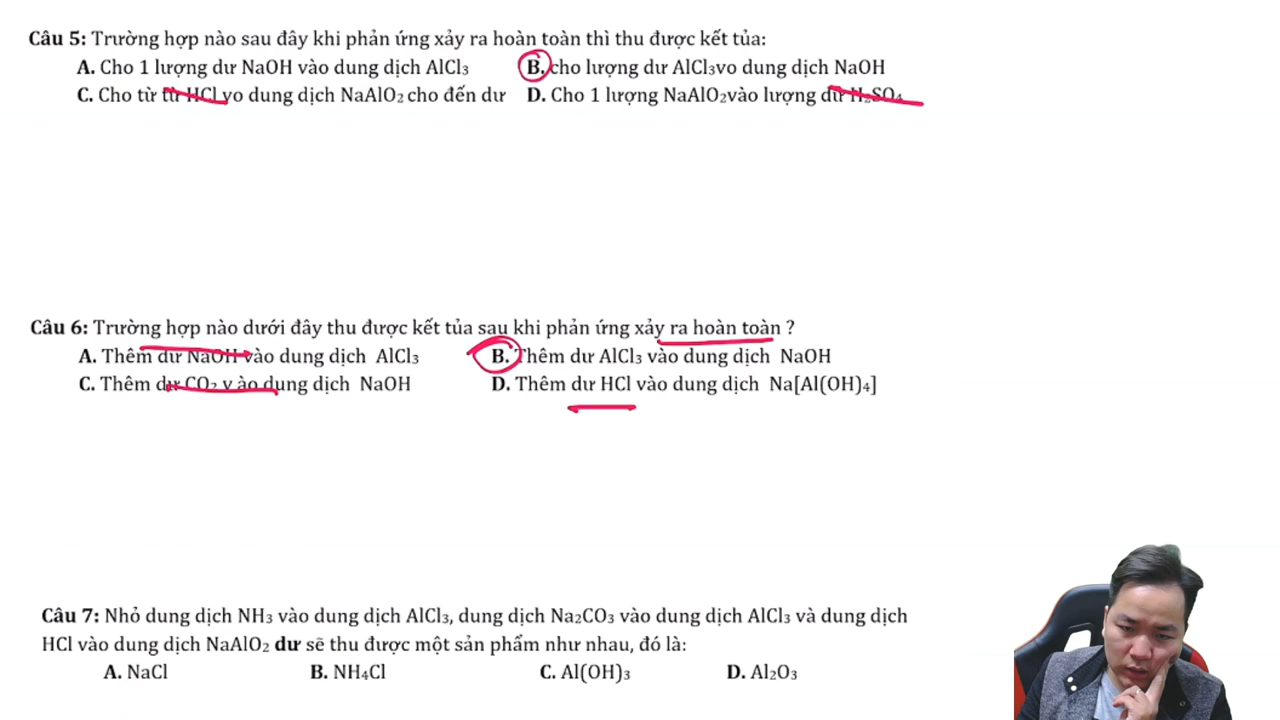 Câu 5: Trường hợp nào sau đây khi phản ứng xảy ra hoàn toàn thì thu được kết tủa:
A. Cho 1 lượng dư NaOH vào dung dịch AlCl₃ B. cho lượng dư AlCl₃vo dung dịch NaOH
C. Cho từ từ HCl vo dung dịch NaAlO₂ cho đến dư D. Cho 1 lượng NaAlO₂vào lượng dư H₂SO₄
Câu 6: Trường hợp nào dưới đây thu được kết tủa sau khi phản ứng xảy ra hoàn toàn ?
A. Thêm dư NaOH vào dung dịch AlCl₃ B. Thêm dư AlCl₃ vào dung dịch NaOH
C. Thêm dư CO₂ vào dung dịch NaOH D. Thêm dư HCl vào dung dịch Na[Al(OH)₄]
Câu 7: Nhỏ dung dịch NH₃ vào dung dịch AlCl₃, dung dịch Na₂CO₃ vào dung dịch AlCl₃ và dung dịch
HCl vào dung dịch NaAlO₂ dư sẽ thu được một sản phẩm như nhau, đó là:
A. NaCl B. NH₄Cl C. Al(OH)₃ D. Al₂O₃